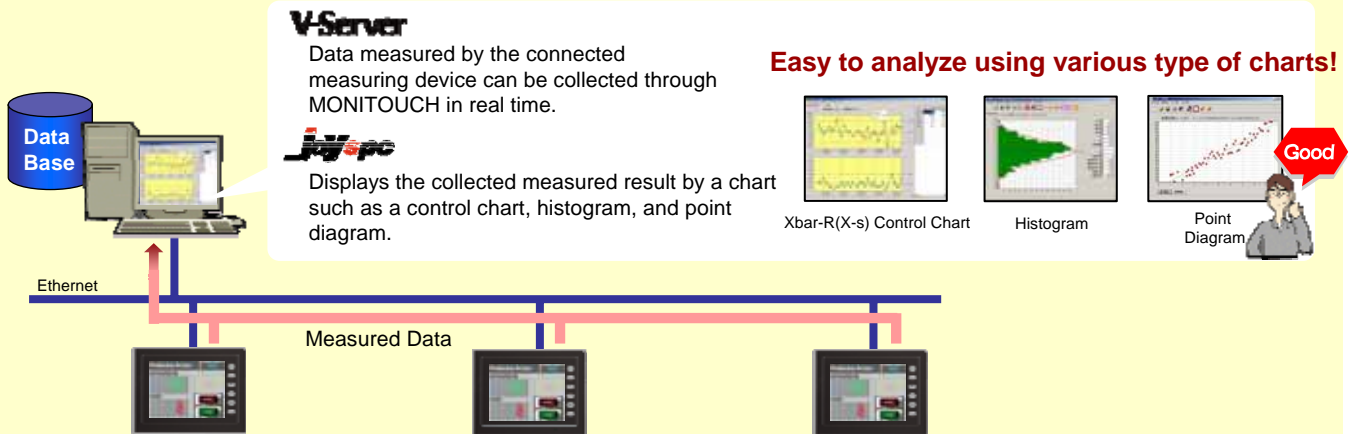 V-Server
Data measured by the connected
measuring device can be collected through
MONITOUCH in real time.
joyspc
Displays the collected measured result by a chart
such as a control chart, histogram, and point
diagram.
Easy to analyze using various type of charts!
Good
Xbar-R(X-s) Control Chart
Histogram
Point
Diagram
Data
Base
Ethernet
Measured Data